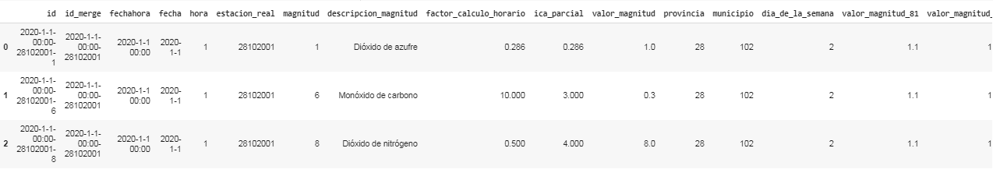 id id_merge fechahora fecha hora estacion_real magnitud descripcion_magnitud factor_calculo_horario ica_parcial valor_magnitud provincia municipio dia_de_la_semana valor_magnitud_81 valor_magnitud_
0 2020-1-1-00:00-28102001-1 2020-1-1-00:00-28102001 2020-1-1 00:00 2020-1-1 1 28102001 1 Dióxido de azufre 0.286 0.286 1.0 28 102 2 1.1 1
1 2020-1-1-00:00-28102001-6 2020-1-1-00:00-28102001 2020-1-1 00:00 2020-1-1 1 28102001 6 Monóxido de carbono 10.000 3.000 0.3 28 102 2 1.1 1
2 2020-1-1-00:00-28102001-8 2020-1-1-00:00-28102001 2020-1-1 00:00 2020-1-1 1 28102001 8 Dióxido de nitrógeno 0.500 4.000 8.0 28 102 2 1.1 1